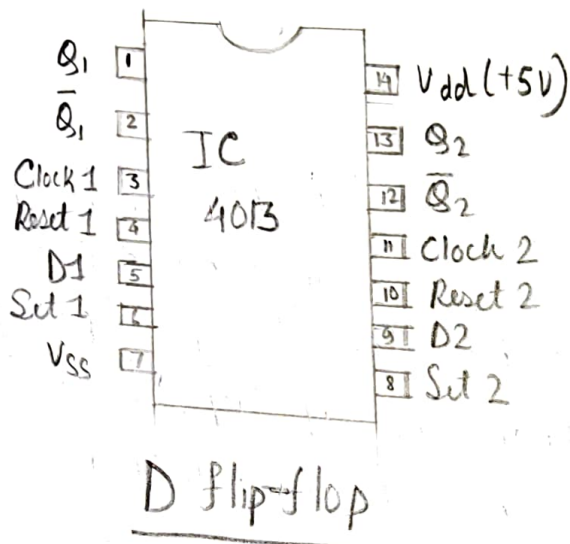 Q₁ 1
Q̅₁ 2
Clock 1 3
Reset 1 4
D1 5
Set 1 6
VSS 7
IC
4013
14 Vdd (+5V)
13 Q2
12 Q̅2
11 Clock 2
10 Reset 2
9 D2
8 Set 2
D flip-flop